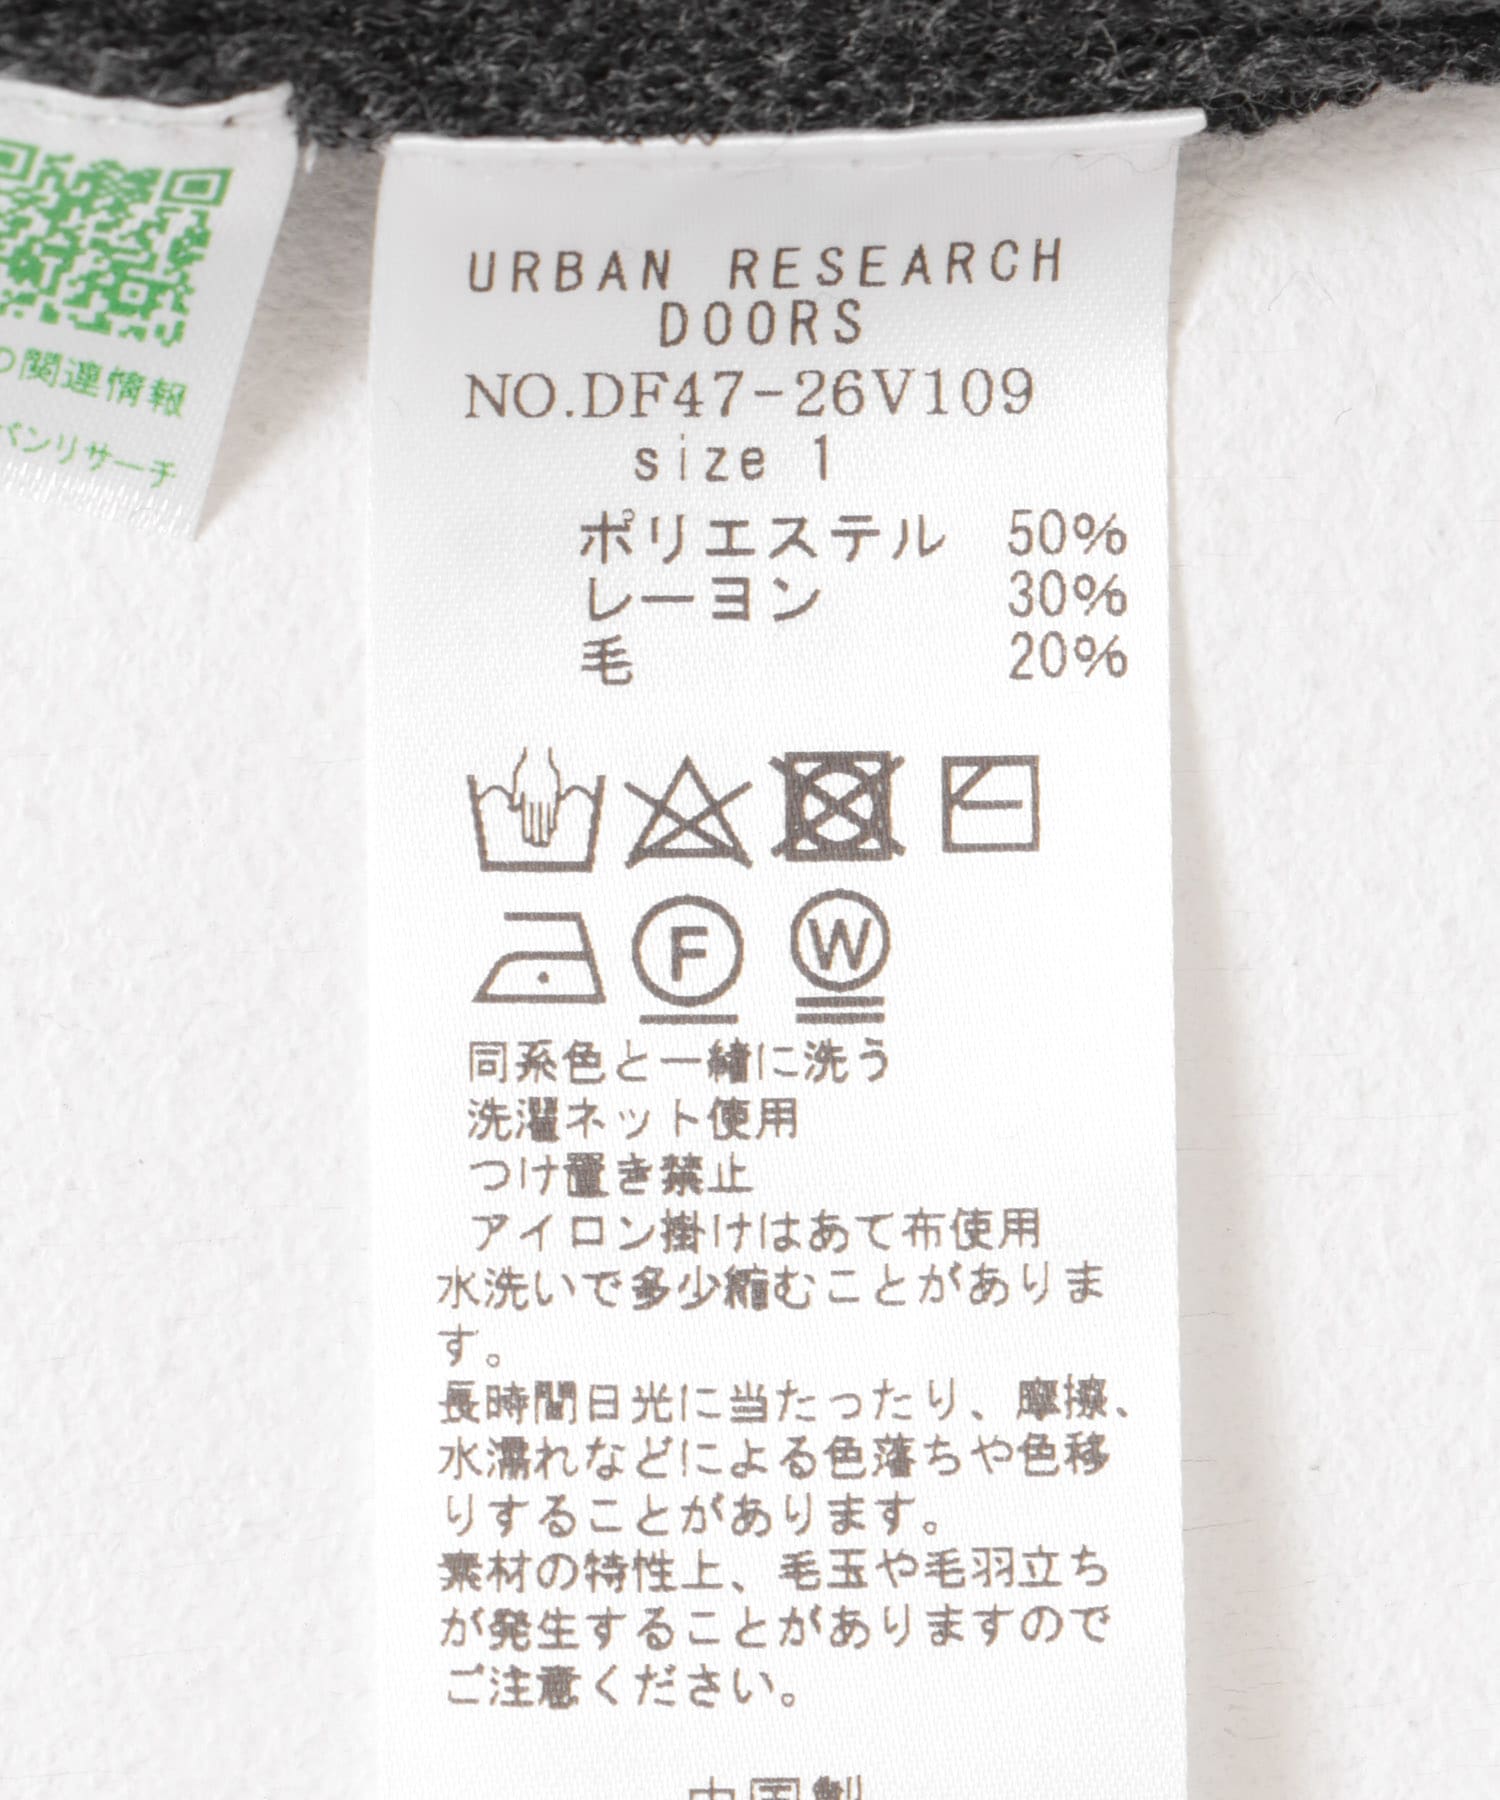 の関連情報
バンリサーチ
URBAN RESEARCH
DOORS
NO.DF47-26V109
size 1
ポリエステル 50%
レーヨン 30%
毛 20%
F
W
同系色と一緒に洗う
洗濯ネット使用
つけ置き禁止
アイロン掛けはあて布使用
水洗いで多少縮むことがありま
す。
長時間日光に当たったり、摩擦、
水濡れなどによる色落ちや色移
りすることがあります。
素材の特性上、毛玉や毛羽立ち
が発生することがありますので
ご注意ください。
中国製